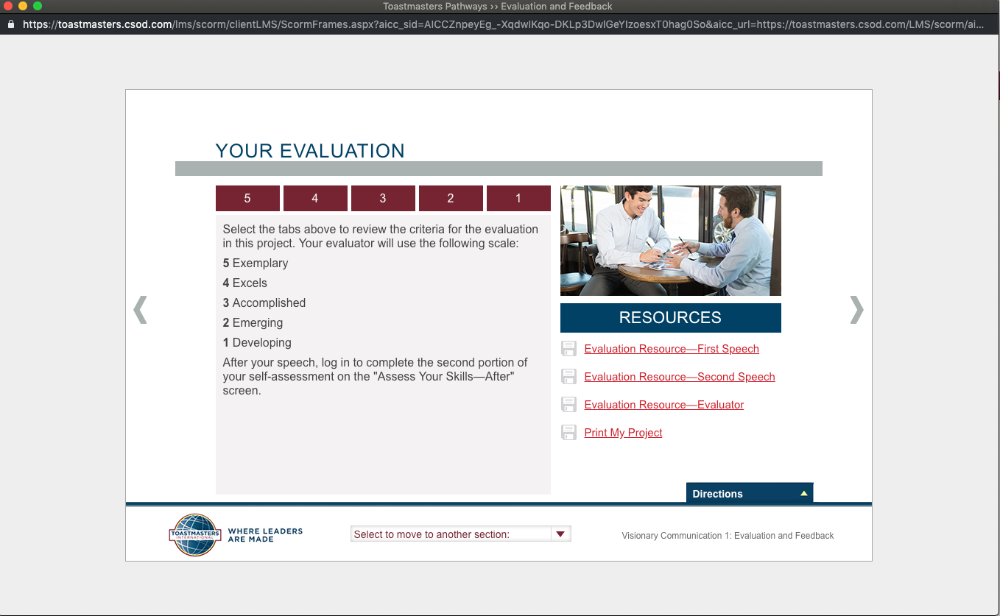 Toastmasters Pathways ›› Evaluation and Feedback
https://toastmasters.csod.com/lms/scorm/clientLMS/ScormFrames.aspx?aicc_sid=AICCZnpeyEg_-XqdwlKqo-DKLp3DwlGeYIzoesxT0hag0So&aicc_url=https://toastmasters.csod.com/LMS/scorm/ai...
YOUR EVALUATION
5 4 3 2 1
Select the tabs above to review the criteria for the evaluation
in this project. Your evaluator will use the following scale:
5 Exemplary
4 Excels
3 Accomplished
2 Emerging
1 Developing
After your speech, log in to complete the second portion of
your self-assessment on the "Assess Your Skills—After"
screen.
RESOURCES
Evaluation Resource—First Speech
Evaluation Resource—Second Speech
Evaluation Resource—Evaluator
Print My Project
Directions
TOASTMASTERS
INTERNATIONAL
WHERE LEADERS
ARE MADE
Select to move to another section:
Visionary Communication 1: Evaluation and Feedback